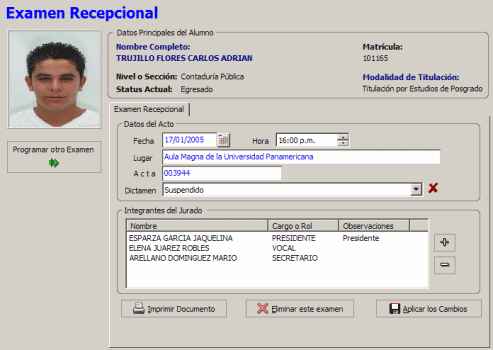 Examen Recepcional
Datos Principales del Alumno
Nombre Completo:
TRUJILLO FLORES CARLOS ADRIAN
Matrícula:
101165
Nivel o Sección: Contaduría Pública
Status Actual: Egresado
Modalidad de Titulación:
Titulación por Estudios de Posgrado
Programar otro Examen
Examen Recepcional
Datos del Acto
Fecha 17/01/2005 Hora 16:00 p.m.
Lugar Aula Magna de la Universidad Panamericana
A c t a 003944
Dictamen Suspendido
Integrantes del Jurado
Nombre Cargo o Rol Observaciones
ESPARZA GARCIA JAQUELINA PRESIDENTE Presidente
ELENA JUAREZ ROBLES VOCAL
ARELLANO DOMINGUEZ MARIO SECRETARIO
Imprimir Documento Eliminar este examen Aplicar los Cambios